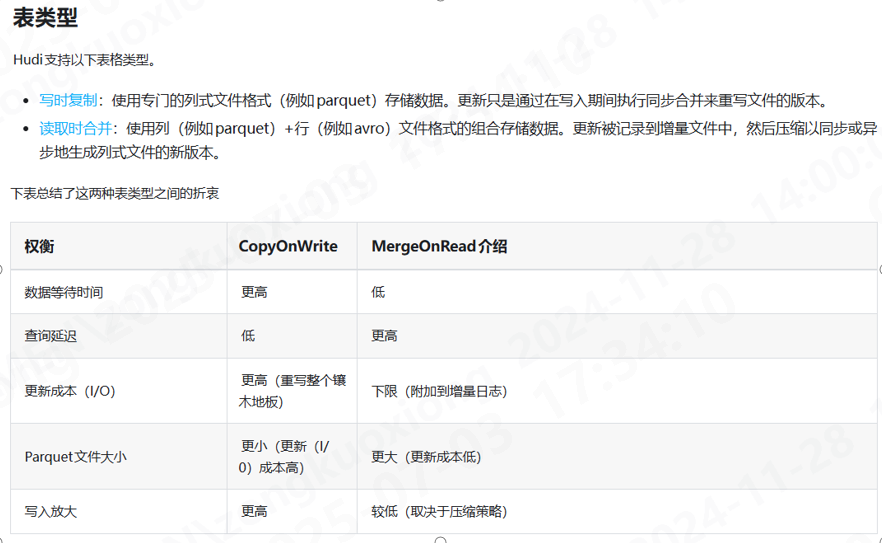 表类型
Hudi支持以下表格类型。
• 写时复制：使用专门的列式文件格式（例如parquet）存储数据。更新只是通过在写入期间执行同步合并来重写文件的版本。
• 读取时合并：使用列（例如parquet）+行（例如avro）文件格式的组合存储数据。更新被记录到增量文件中，然后压缩以同步或异
步地生成列式文件的新版本。
下表总结了这两种表类型之间的折衷
权衡 CopyOnWrite MergeOnRead介绍
数据等待时间 更高 低
查询延迟 低 更高
更新成本（I/O） 更高（重写整个镶
木地板） 下限（附加到增量日志）
Parquet文件大小 更小（更新（I/
0）成本高） 更大（更新成本低）
写入放大 更高 较低（取决于压缩策略）